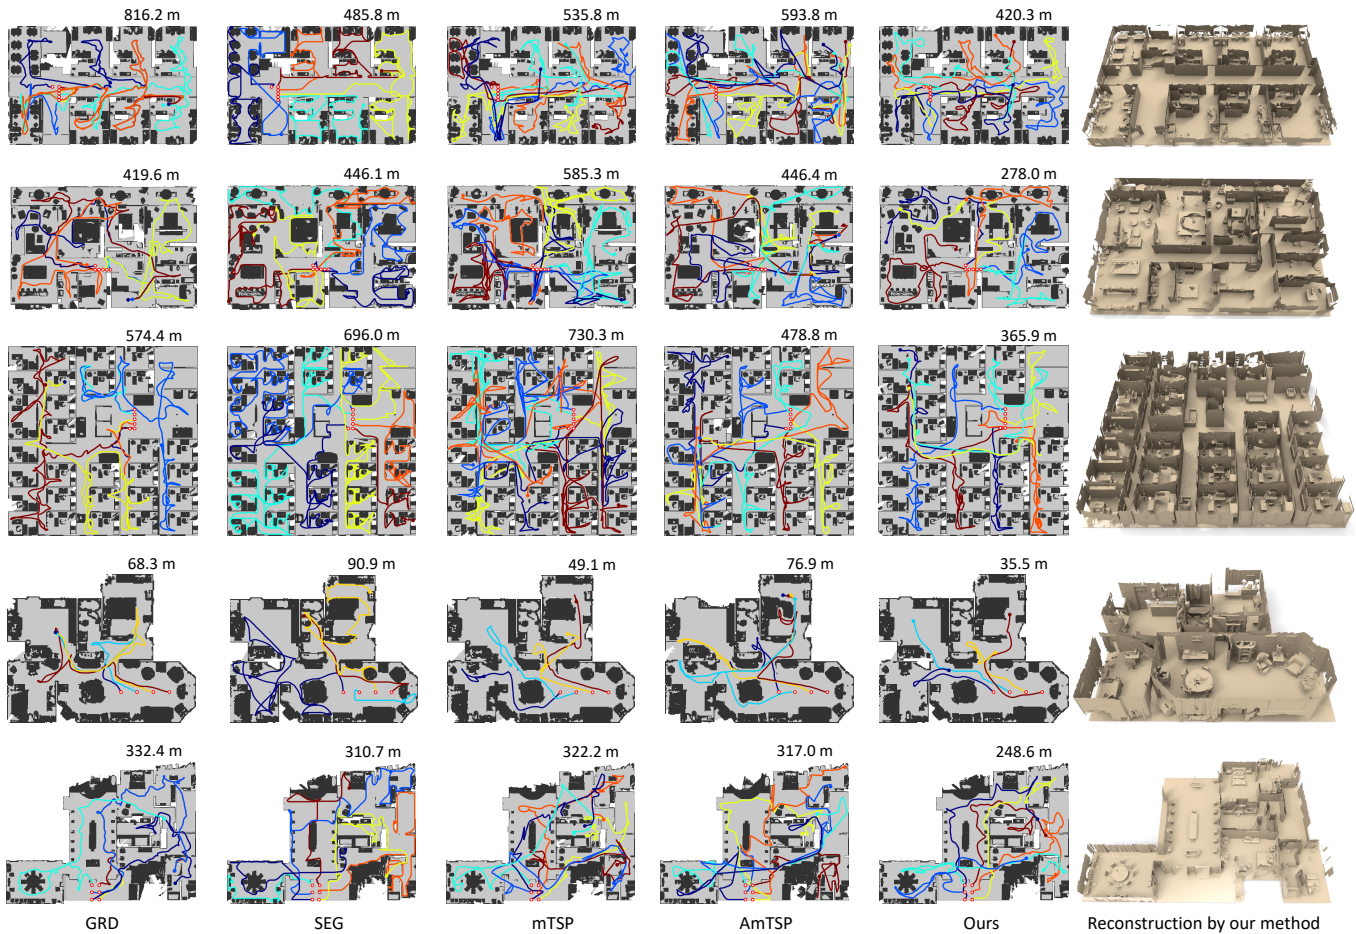 816.2 m 485.8 m 535.8 m 593.8 m 420.3 m
419.6 m 446.1 m 585.3 m 446.4 m 278.0 m
574.4 m 696.0 m 730.3 m 478.8 m 365.9 m
68.3 m 90.9 m 49.1 m 76.9 m 35.5 m
332.4 m 310.7 m 322.2 m 317.0 m 248.6 m
GRD SEG mTSP AmTSP Ours Reconstruction by our method